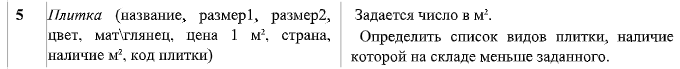 5 Плитка (название, размер1, размер2,
цвет, мат\глянец, цена 1 м², страна,
наличие м², код плитки)
Задается число в м².
Определить список видов плитки, наличие
которой на складе меньше заданного.